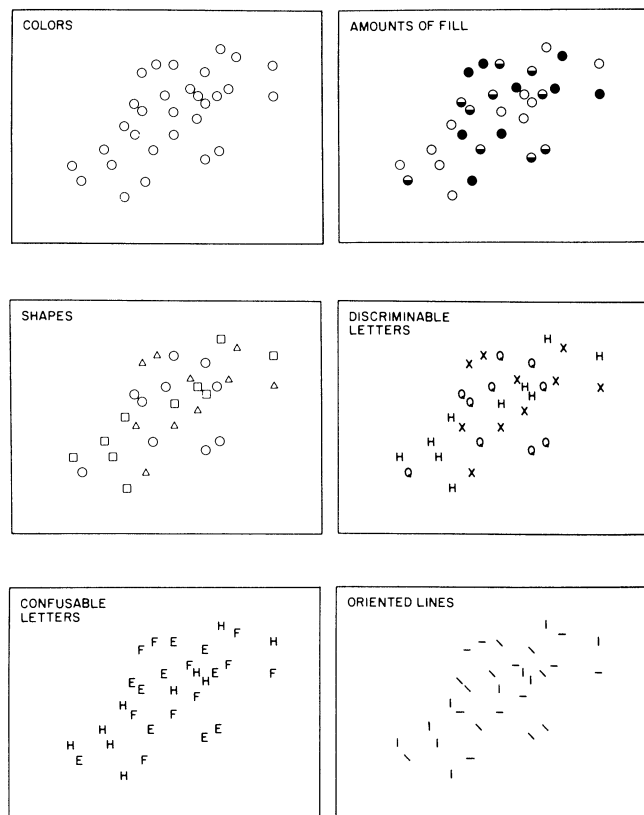 COLORS
AMOUNTS OF FILL
SHAPES
DISCRIMINABLE
LETTERS
H
X
X Q
H
X
Q
Q
X
X
X
Q
H
Q
Q
H
X
H
H
X
X
H
Q
Q
Q
H
H
Q
X
H
CONFUSABLE
LETTERS
H
F
F E
H
F
E
F
F
E
H
E
F
E
H
E
H
F
H
F
F
H
E
E
E
H
H
E
F
H
ORIENTED LINES